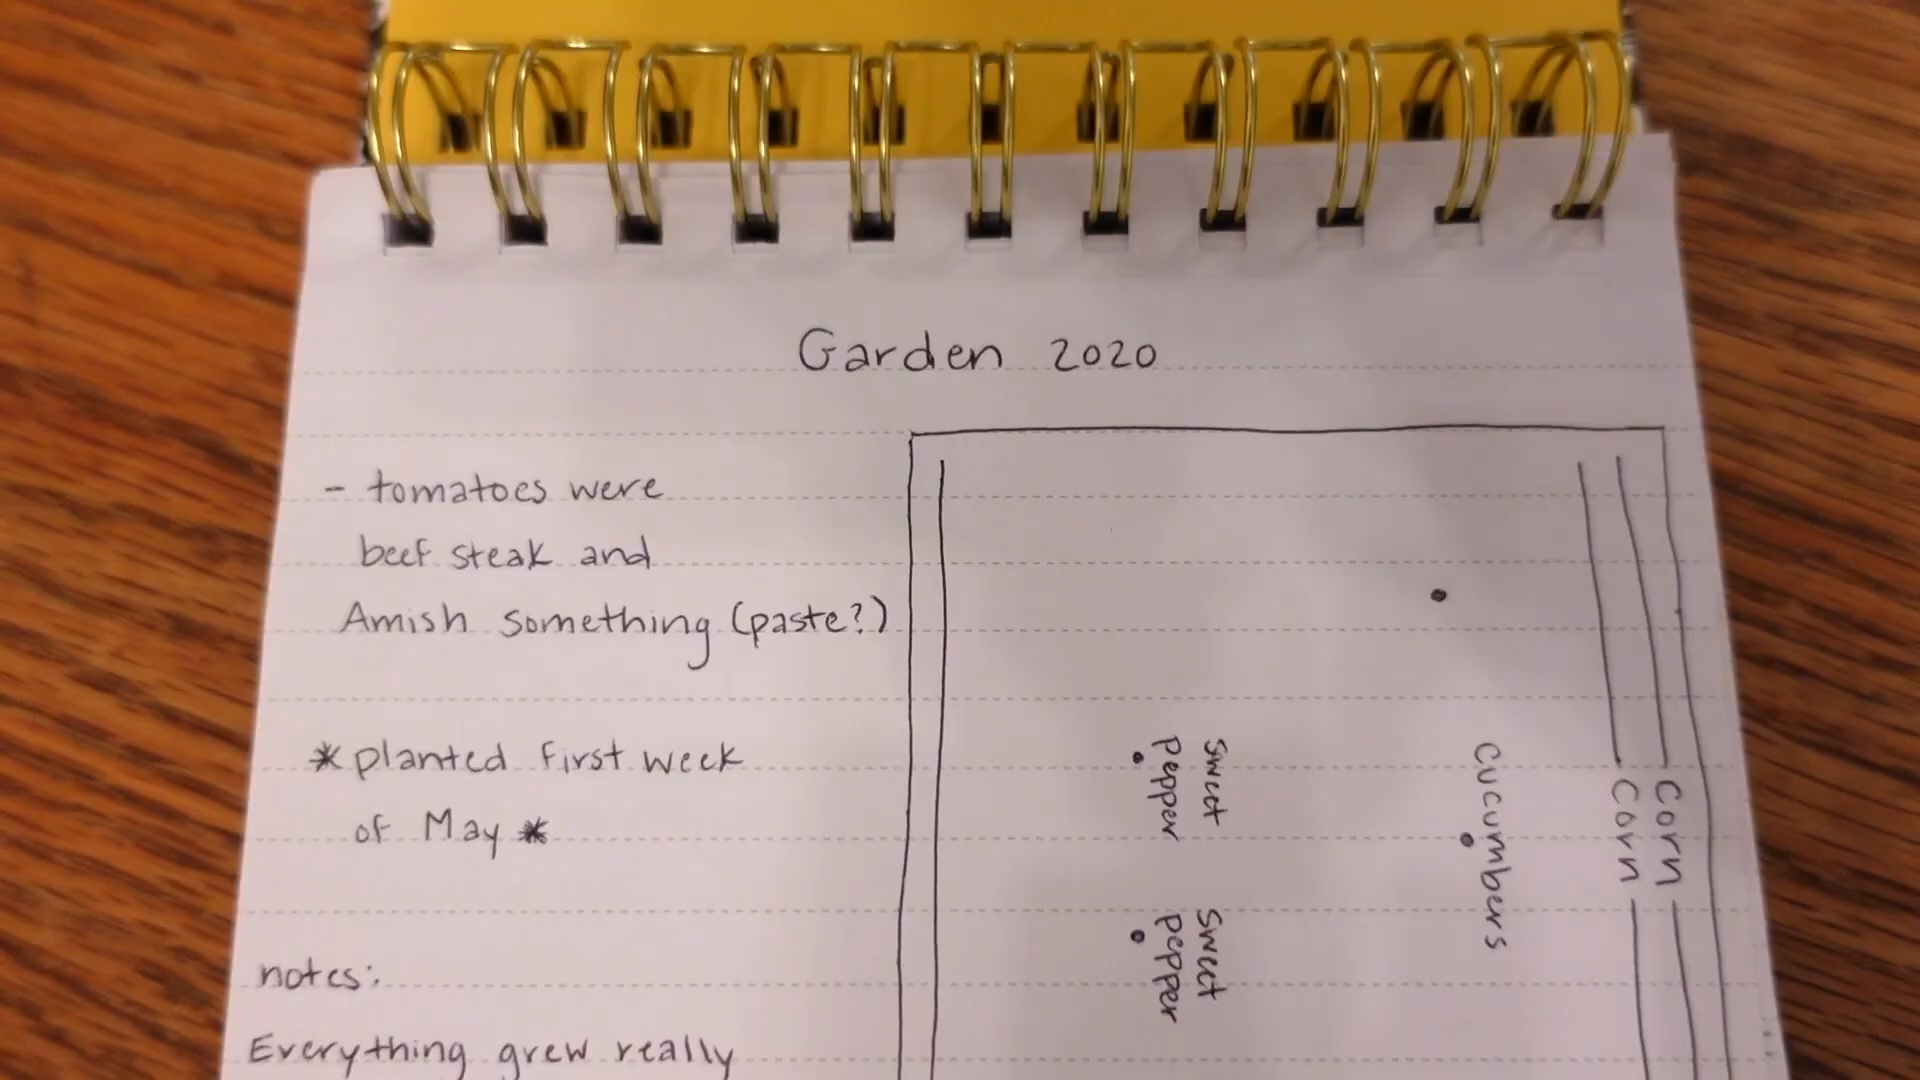 Garden 2020
- tomatoes were
beef steak and
Amish something (paste?)
*planted first week
of May *
notes:
Everything grew really
Sweet
pepper
Sweet
pepper
Cucumbers
Corn
Corn